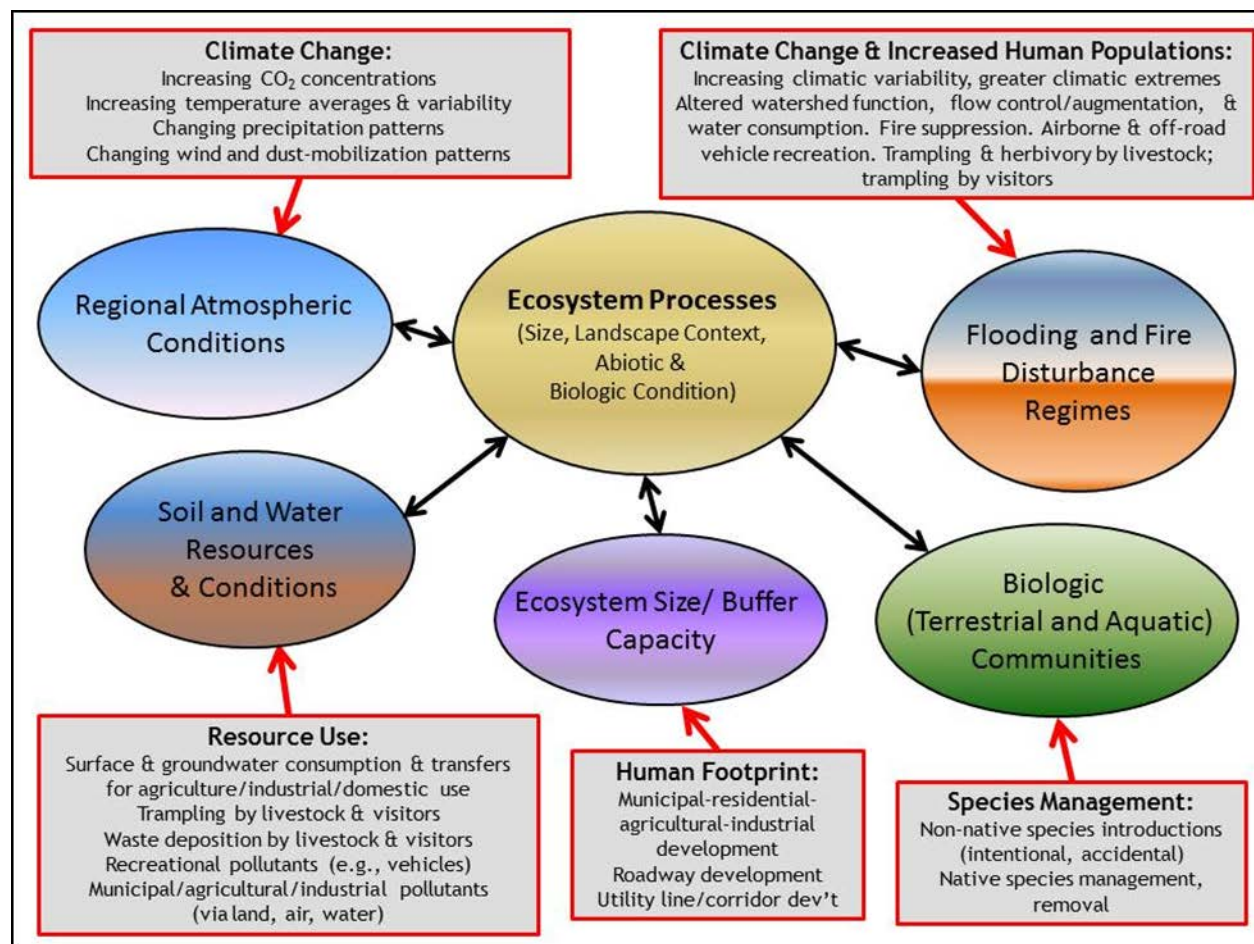 Climate Change:
Increasing CO₂ concentrations
Increasing temperature averages & variability
Changing precipitation patterns
Changing wind and dust-mobilization patterns
Climate Change & Increased Human Populations:
Increasing climatic variability, greater climatic extremes
Altered watershed function, flow control/augmentation, &
water consumption. Fire suppression. Airborne & off-road
vehicle recreation. Trampling & herbivory by livestock;
trampling by visitors
Regional Atmospheric
Conditions
Ecosystem Processes
(Size, Landscape Context,
Abiotic &
Biologic Condition)
Flooding and Fire
Disturbance
Regimes
Soil and Water
Resources
& Conditions
Ecosystem Size/ Buffer
Capacity
Biologic
(Terrestrial and Aquatic)
Communities
Resource Use:
Surface & groundwater consumption & transfers
for agriculture/industrial/domestic use
Trampling by livestock & visitors
Waste deposition by livestock & visitors
Recreational pollutants (e.g., vehicles)
Municipal/agricultural/industrial pollutants
(via land, air, water)
Human Footprint:
Municipal-residential-
agricultural-industrial
development
Roadway development
Utility line/corridor dev't
Species Management:
Non-native species introductions
(intentional, accidental)
Native species management,
removal